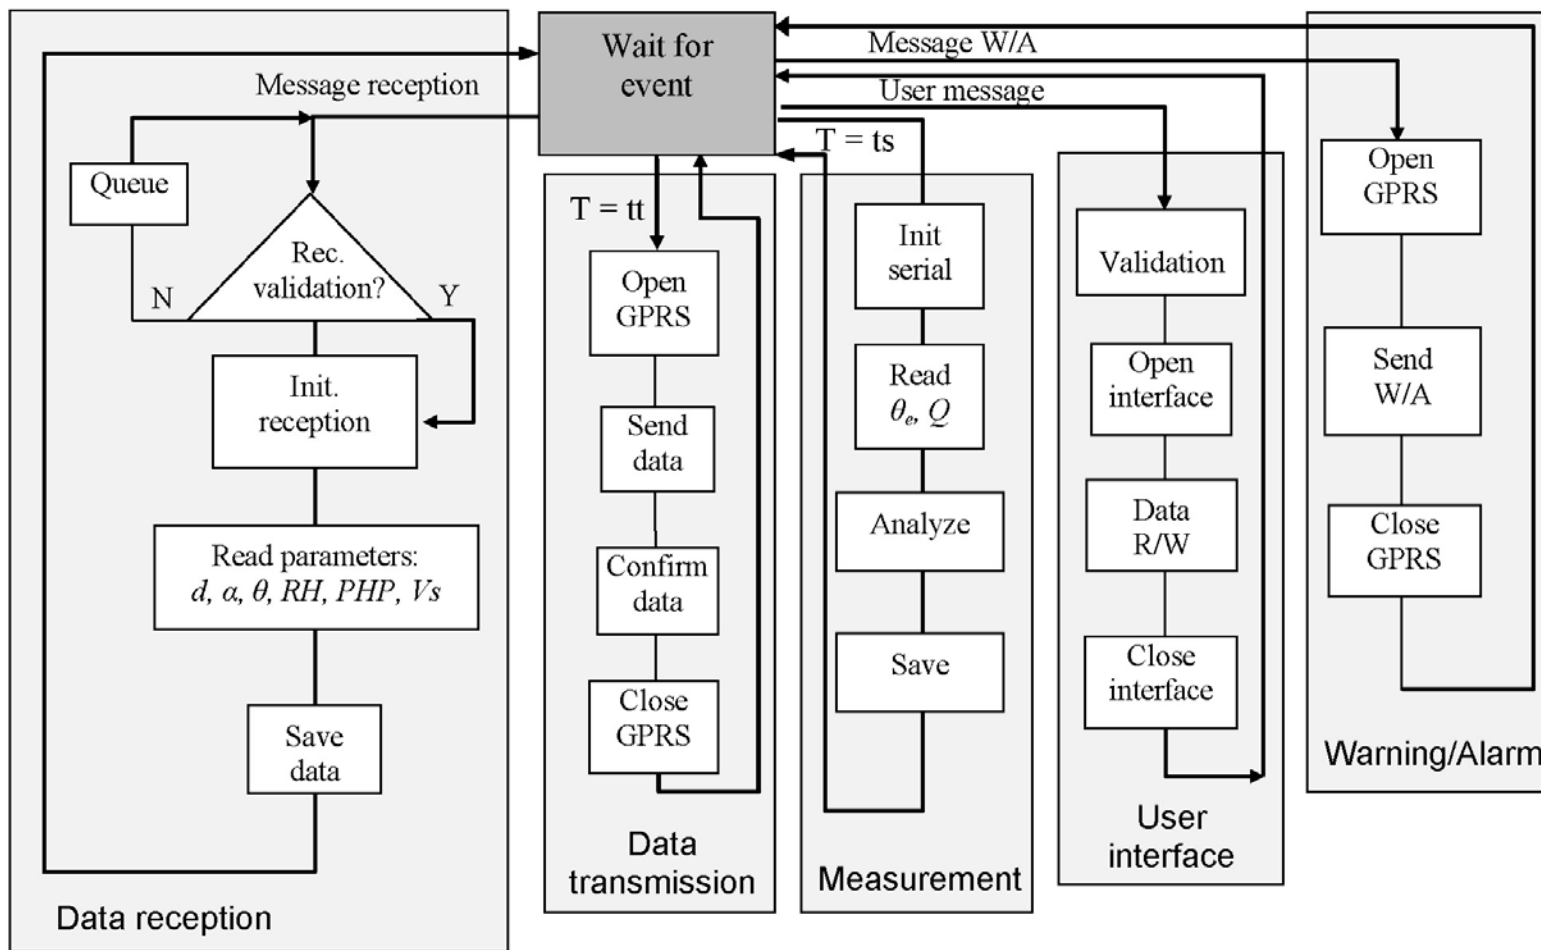 Wait for
event
Message reception
Queue
Rec.
validation?
N
Y
Init.
reception
Read parameters:
d, α, θ, RH, PHP, Vs
Save
data
Data reception
T = tt
Open
GPRS
Send
data
Confirm
data
Close
GPRS
Data
transmission
T = ts
Init
serial
Read
θe, Q
Analyze
Save
Measurement
User message
Validation
Open
interface
Data
R/W
Close
interface
User
interface
Message W/A
Open
GPRS
Send
W/A
Close
GPRS
Warning/Alarm